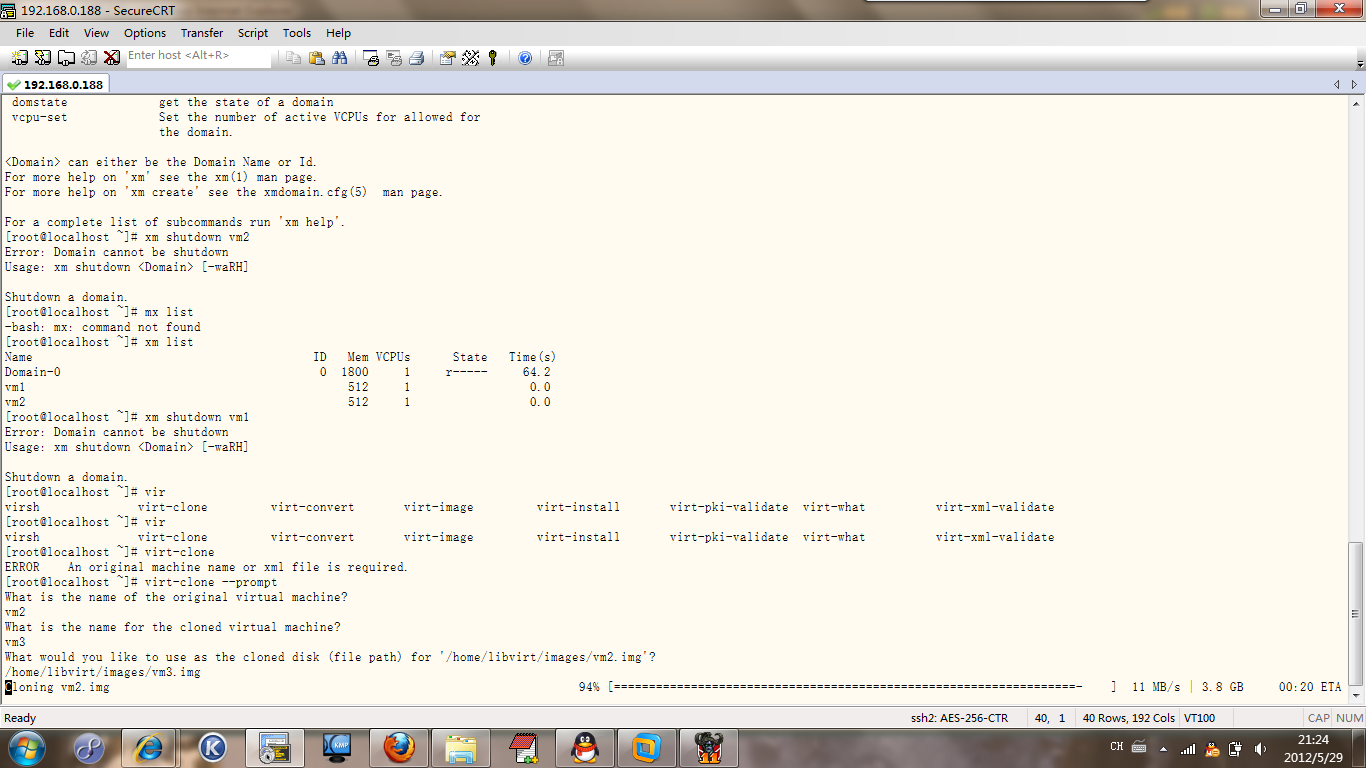 192.168.0.188 - SecureCRT
File Edit View Options Transfer Script Tools Help
Enter host <Alt+R>
192.168.0.188
domstate get the state of a domain
vcpu-set Set the number of active VCPUs for allowed for
the domain.
<Domain> can either be the Domain Name or Id.
For more help on 'xm' see the xm(1) man page.
For more help on 'xm create' see the xmdomain.cfg(5) man page.
For a complete list of subcommands run 'xm help'.
[root@localhost ~]# xm shutdown vm2
Error: Domain cannot be shutdown
Usage: xm shutdown <Domain> [-waRH]
Shutdown a domain.
[root@localhost ~]# mx list
-bash: mx: command not found
[root@localhost ~]# xm list
Name ID Mem VCPUs State Time(s)
Domain-0 0 1800 1 r----- 64.2
vm1 512 1 0.0
vm2 512 1 0.0
[root@localhost ~]# xm shutdown vm1
Error: Domain cannot be shutdown
Usage: xm shutdown <Domain> [-waRH]
Shutdown a domain.
[root@localhost ~]# vir
virsh virt-clone virt-convert virt-image virt-install virt-pki-validate virt-what virt-xml-validate
[root@localhost ~]# vir
virsh virt-clone virt-convert virt-image virt-install virt-pki-validate virt-what virt-xml-validate
[root@localhost ~]# virt-clone
ERROR An original machine name or xml file is required.
[root@localhost ~]# virt-clone --prompt
What is the name of the original virtual machine?
vm2
What is the name for the cloned virtual machine?
vm3
What would you like to use as the cloned disk (file path) for '/home/libvirt/images/vm2.img'?
/home/libvirt/images/vm3.img
Cloning vm2.img 94% [===================================================================- ] 11 MB/s | 3.8 GB 00:20 ETA
Ready ssh2: AES-256-CTR 40, 1 40 Rows, 192 Cols VT100 CAP NUM
K KMP CH 21:24
2012/5/29